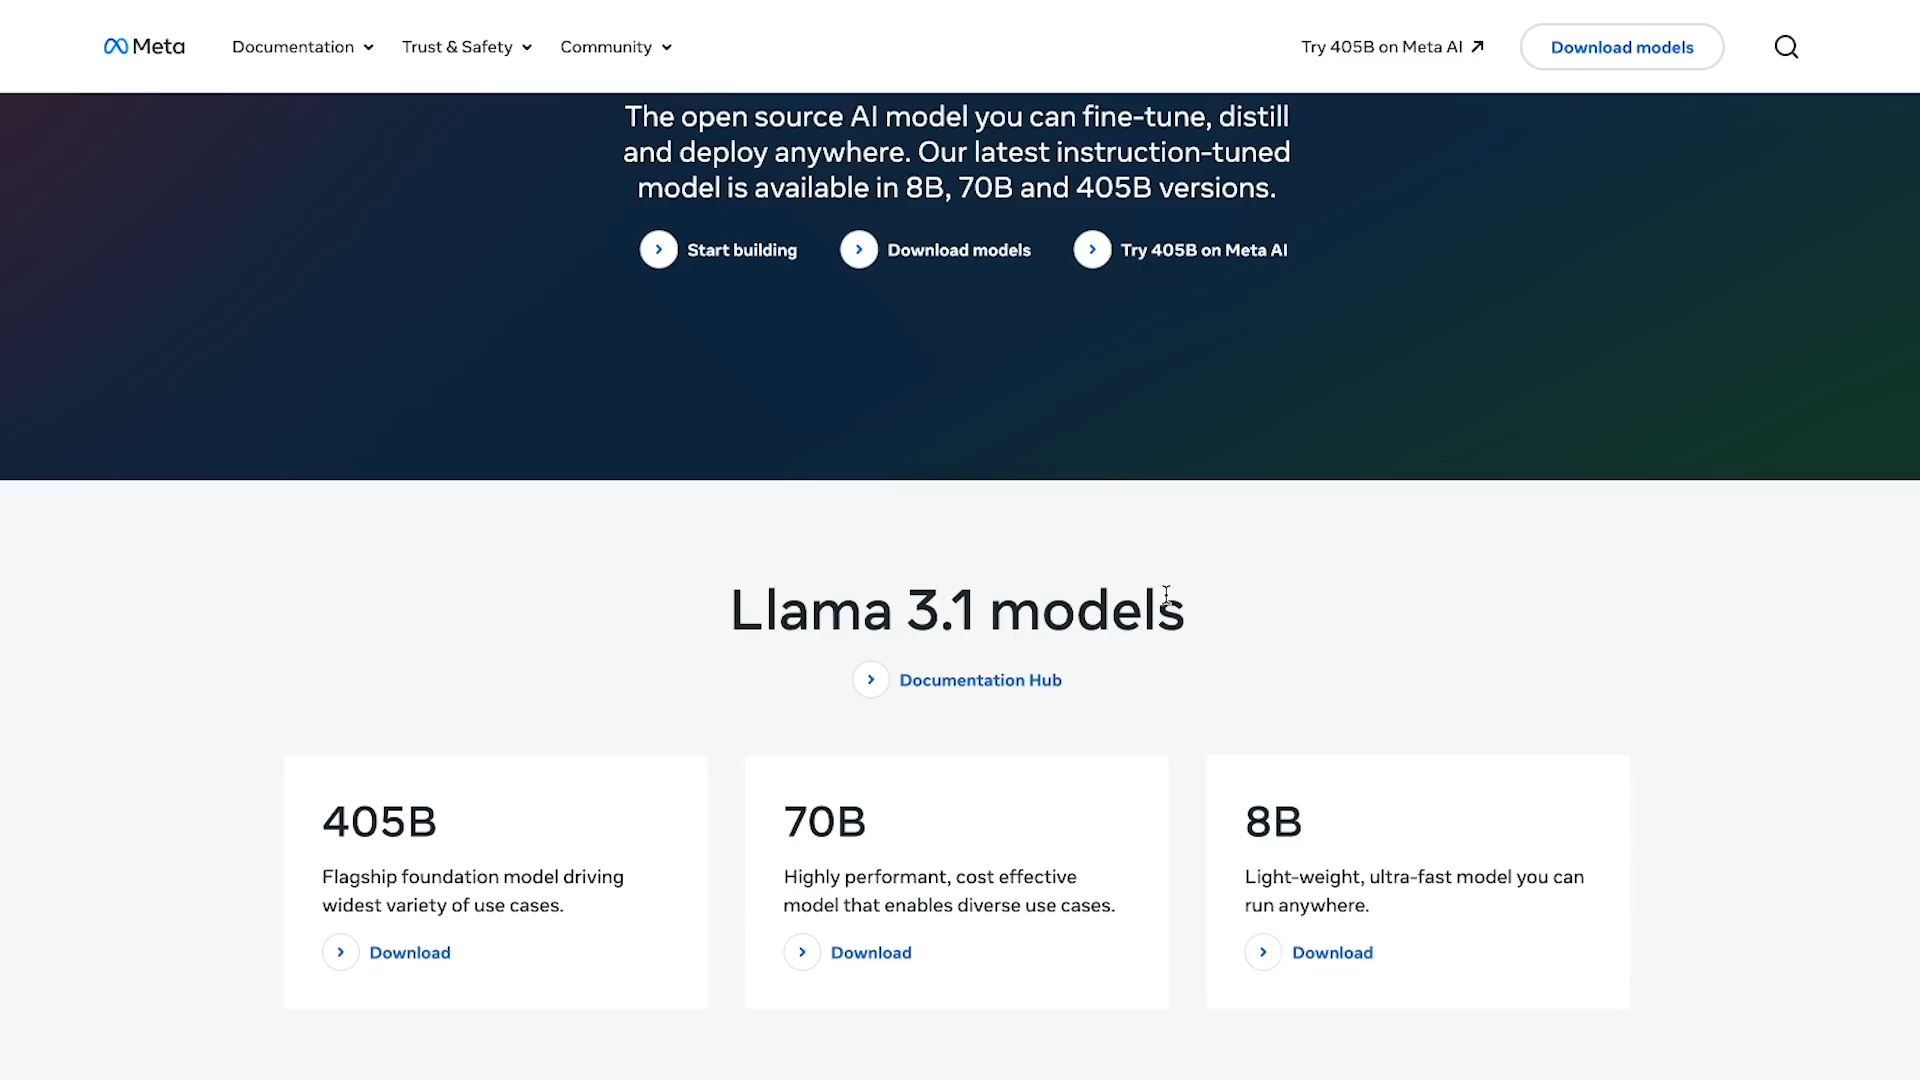 Meta
Documentation
Trust & Safety
Community
Try 405B on Meta AI
Download models
The open source AI model you can fine-tune, distill
and deploy anywhere. Our latest instruction-tuned
model is available in 8B, 70B and 405B versions.
Start building
Download models
Try 405B on Meta AI
Llama 3.1 models
Documentation Hub
405B
Flagship foundation model driving
widest variety of use cases.
Download
70B
Highly performant, cost effective
model that enables diverse use cases.
Download
8B
Light-weight, ultra-fast model you can
run anywhere.
Download